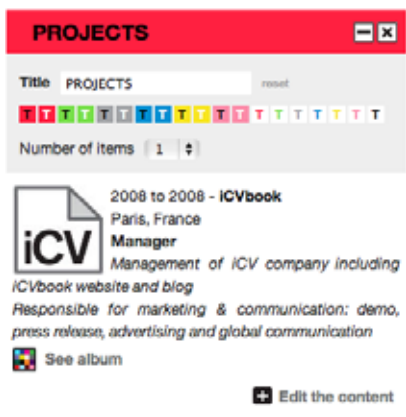 PROJECTS
Title PROJECTS reset
T T T T T T T T T T T T T T T T T T T
Number of items 1
2008 to 2008 - iCVbook
Paris, France
iCV
Manager
Management of iCV company including
iCVbook website and blog
Responsible for marketing & communication: demo,
press release, advertising and global communication
See album
Edit the content